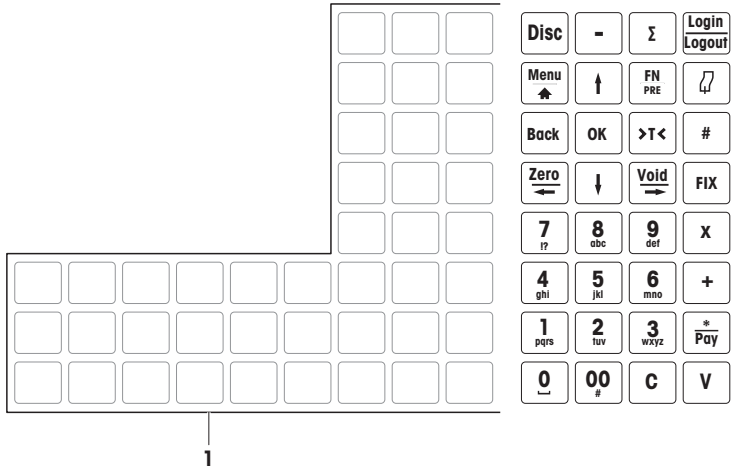 Disc - Σ Login
Logout
Menu ↑ FN
PRE
Back OK >T< #
Zero ← ↓ Void → FIX
7 8 9 X
!? abc def
4 5 6 +
ghi jkl mno
1 2 3 *
pqrs tuv wxyz Pay
0 00 C V
#
1